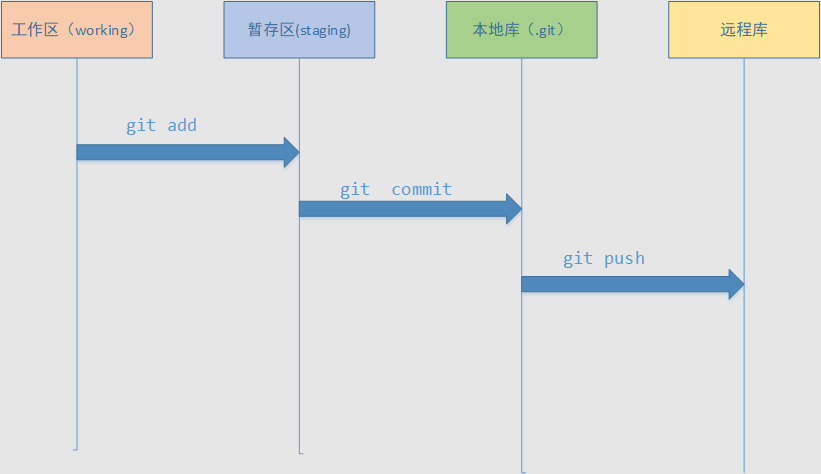 工作区（working）
暂存区(staging)
本地库（.git）
远程库
git add
git  commit
git push